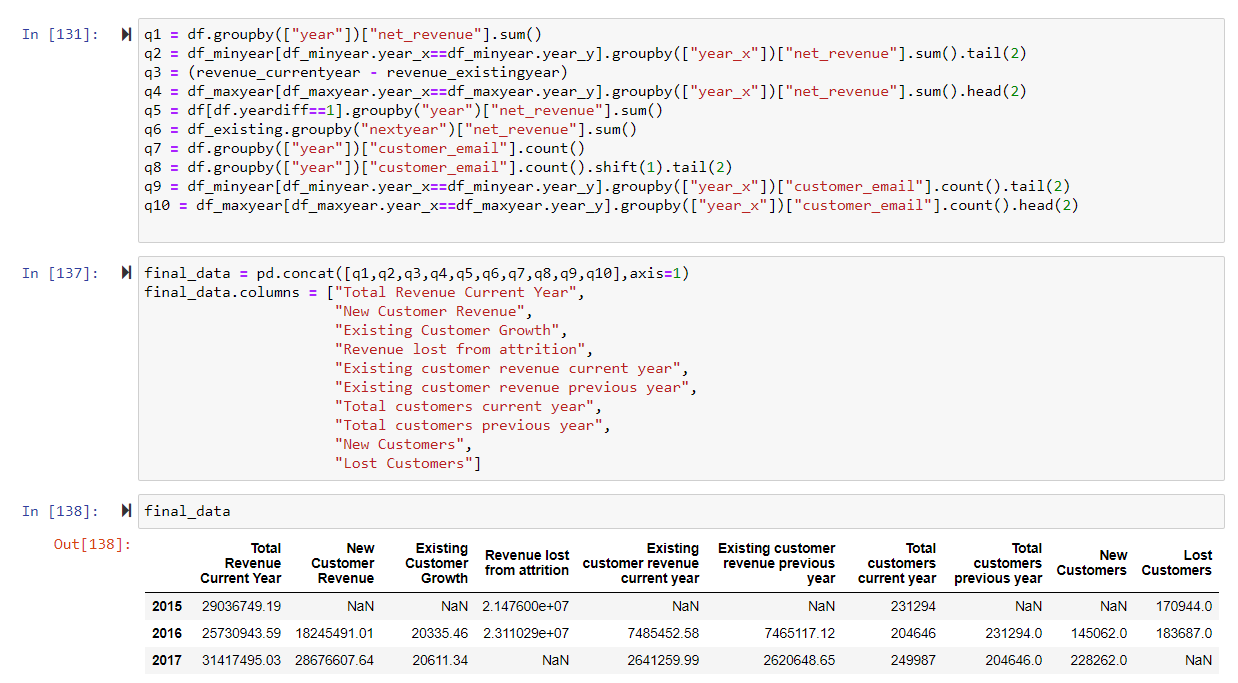 In [131]:
q1 = df.groupby(["year"])["net_revenue"].sum()
q2 = df_minyear[df_minyear.year_x==df_minyear.year_y].groupby(["year_x"])["net_revenue"].sum().tail(2)
q3 = (revenue_currentyear - revenue_existingyear)
q4 = df_maxyear[df_maxyear.year_x==df_maxyear.year_y].groupby(["year_x"])["net_revenue"].sum().head(2)
q5 = df[df.yeardiff==1].groupby("year")["net_revenue"].sum()
q6 = df_existing.groupby("nextyear")["net_revenue"].sum()
q7 = df.groupby(["year"])["customer_email"].count()
q8 = df.groupby(["year"])["customer_email"].count().shift(1).tail(2)
q9 = df_minyear[df_minyear.year_x==df_minyear.year_y].groupby(["year_x"])["customer_email"].count().tail(2)
q10 = df_maxyear[df_maxyear.year_x==df_maxyear.year_y].groupby(["year_x"])["customer_email"].count().head(2)
In [137]:
final_data = pd.concat([q1,q2,q3,q4,q5,q6,q7,q8,q9,q10],axis=1)
final_data.columns = ["Total Revenue Current Year",
"New Customer Revenue",
"Existing Customer Growth",
"Revenue lost from attrition",
"Existing customer revenue current year",
"Existing customer revenue previous year",
"Total customers current year",
"Total customers previous year",
"New Customers",
"Lost Customers"]
In [138]:
final_data
Out[138]:
Total
Revenue
Current Year
New
Customer
Revenue
Existing
Customer
Growth
Revenue lost
from attrition
Existing
customer revenue
current year
Existing customer
revenue previous
year
Total
customers
current year
Total
customers
previous year
New
Customers
Lost
Customers
2015 29036749.19 NaN NaN 2.147600e+07 NaN NaN 231294 NaN NaN 170944.0
2016 25730943.59 18245491.01 20335.46 2.311029e+07 7485452.58 7465117.12 204646 231294.0 145062.0 183687.0
2017 31417495.03 28676607.64 20611.34 NaN 2641259.99 2620648.65 249987 204646.0 228262.0 NaN